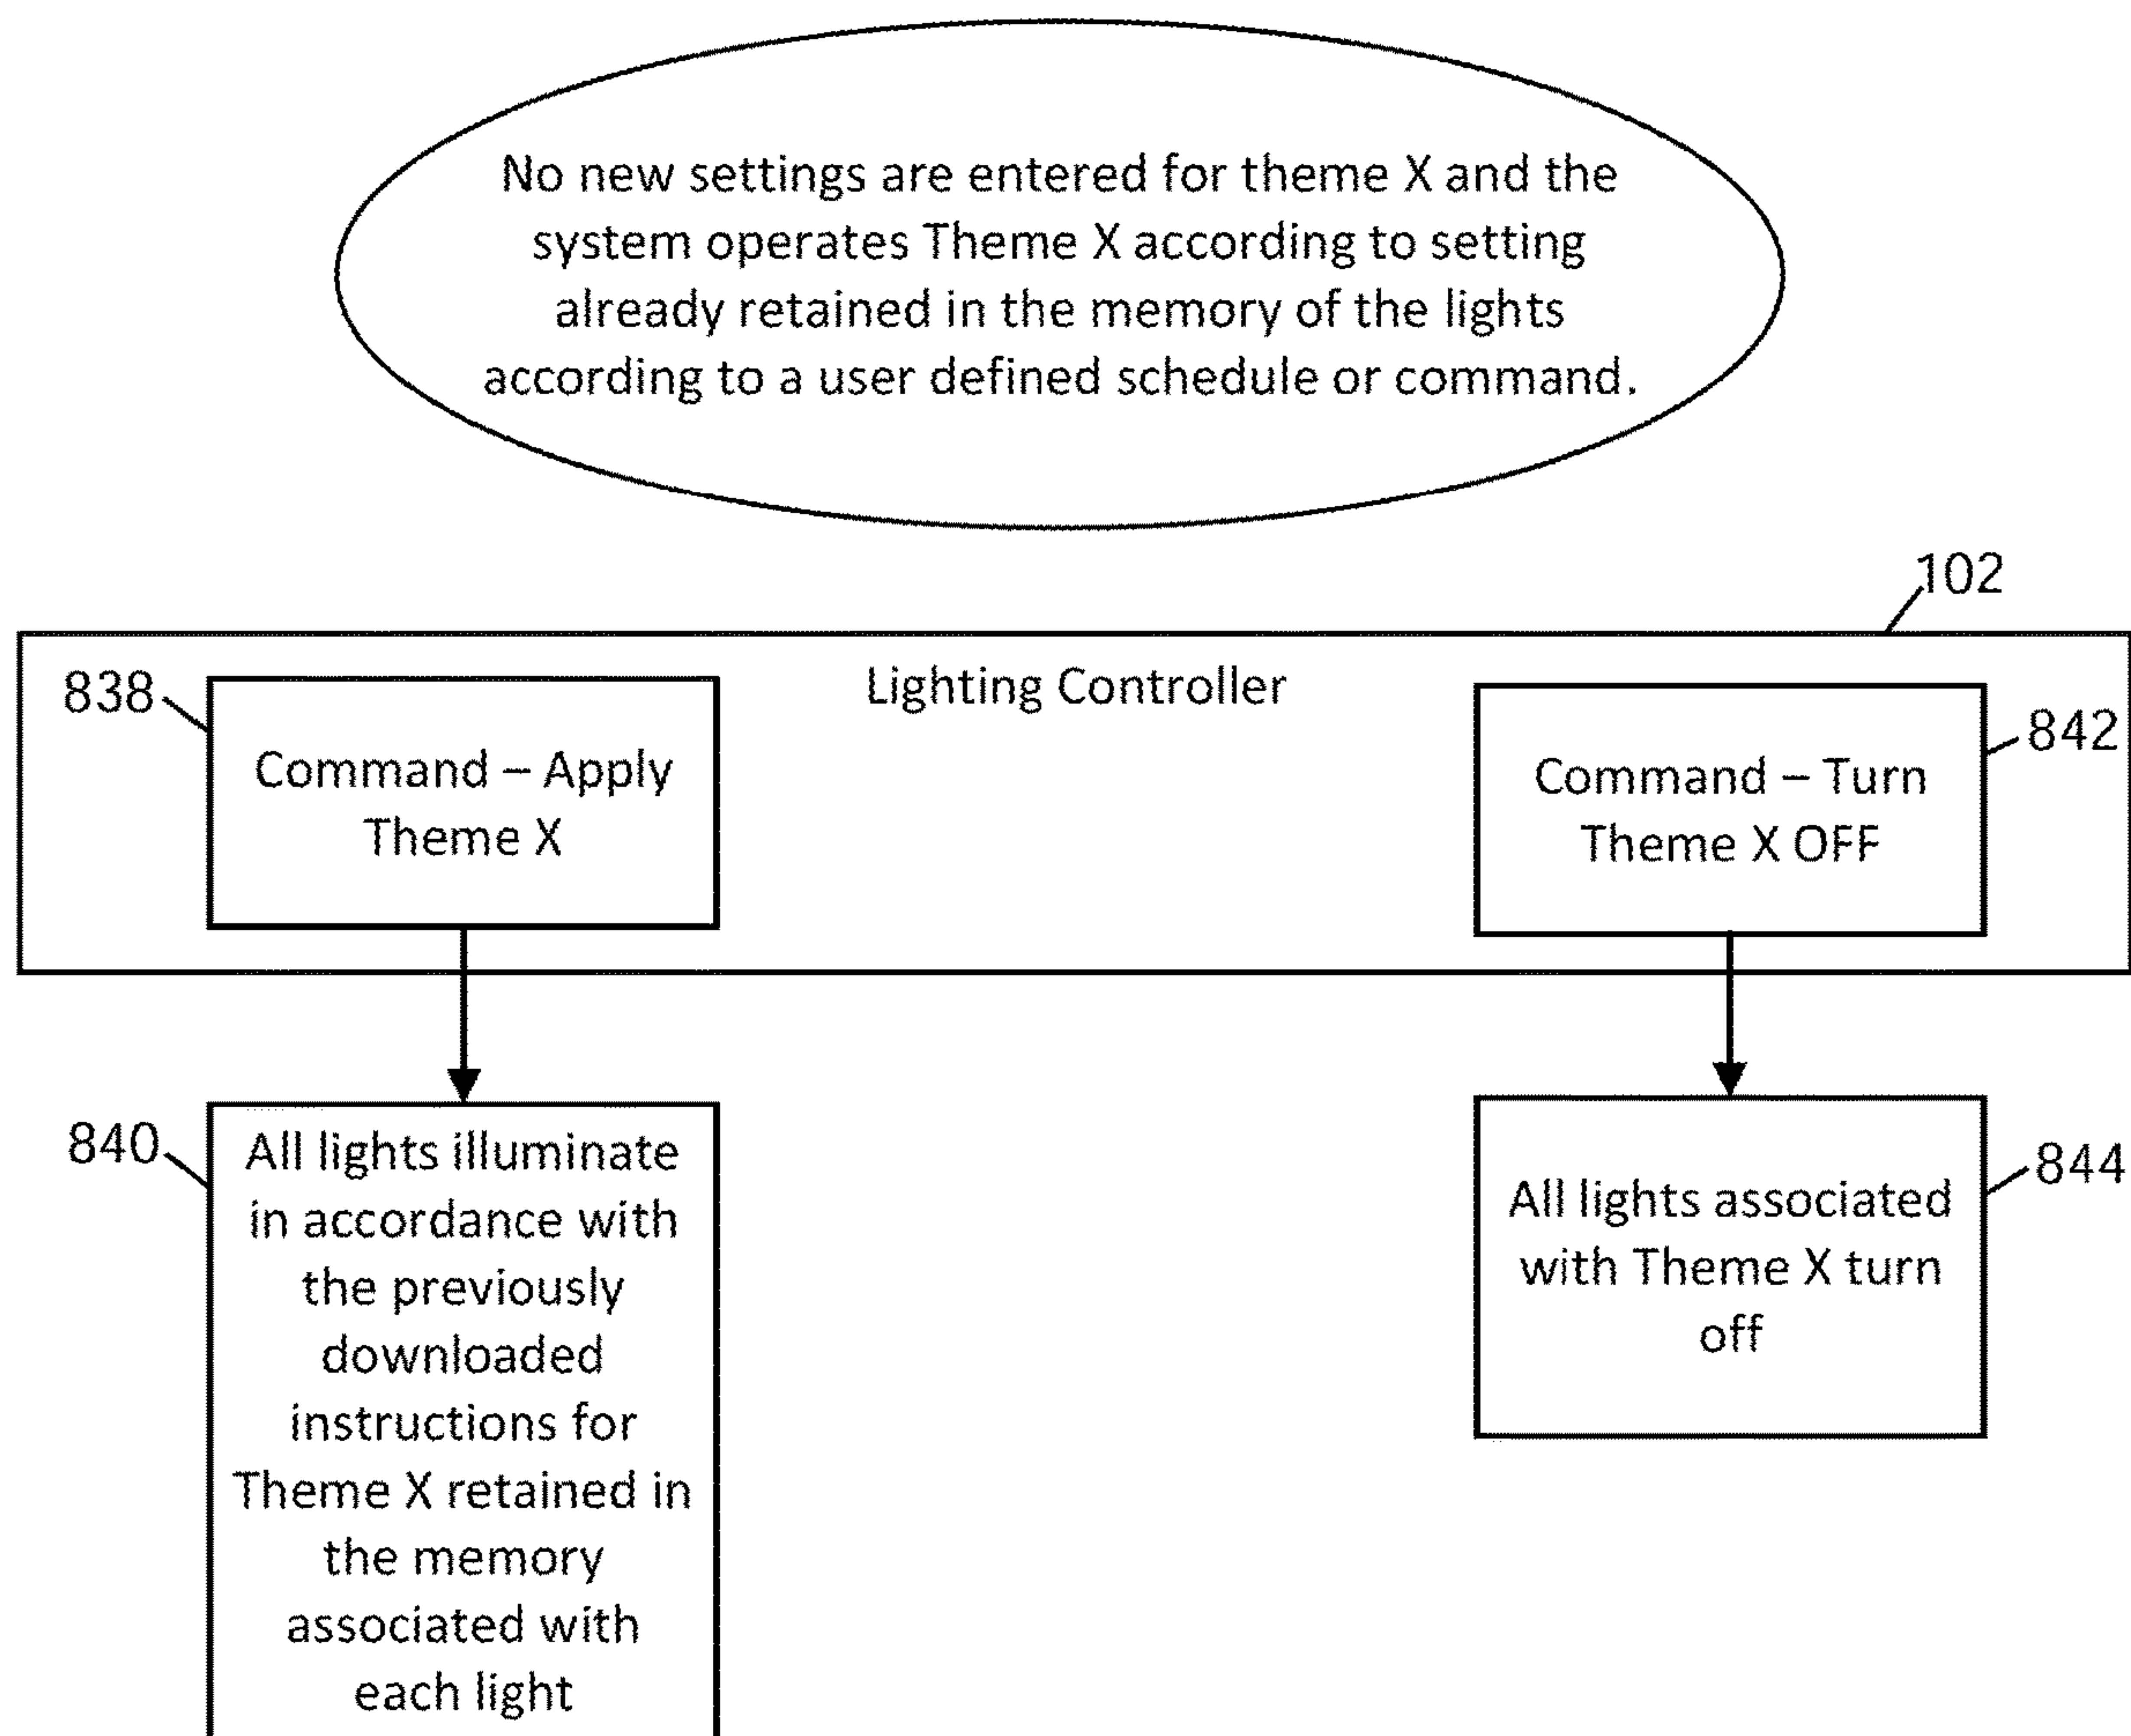 No new settings are entered for theme X and the
system operates Theme X according to setting
already retained in the memory of the lights
according to a user defined schedule or command.
102
Lighting Controller
838
Command – Apply
Theme X
842
Command – Turn
Theme X OFF
840
All lights illuminate
in accordance with
the previously
downloaded
instructions for
Theme X retained in
the memory
associated with
each light
844
All lights associated
with Theme X turn
off